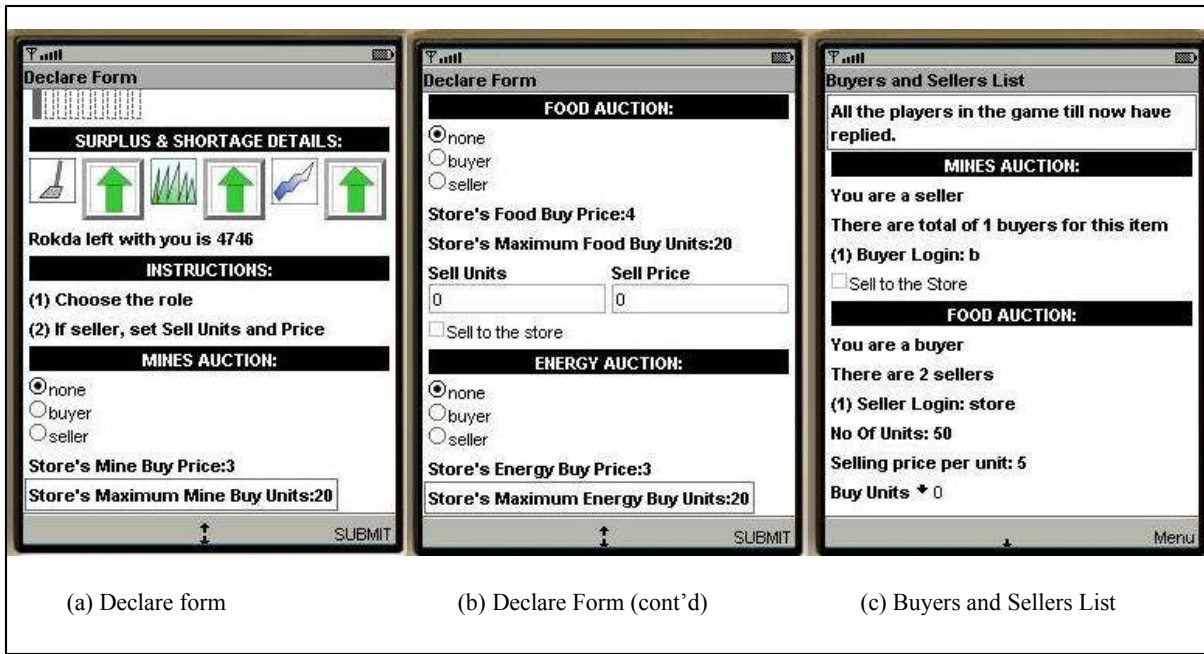 Declare Form
SURPLUS & SHORTAGE DETAILS:
Rokda left with you is 4746
INSTRUCTIONS:
(1) Choose the role
(2) If seller, set Sell Units and Price
MINES AUCTION:
none
buyer
seller
Store's Mine Buy Price:3
Store's Maximum Mine Buy Units:20
SUBMIT
(a) Declare form
Declare Form
FOOD AUCTION:
none
buyer
seller
Store's Food Buy Price:4
Store's Maximum Food Buy Units:20
Sell Units Sell Price
0 0
Sell to the store
ENERGY AUCTION:
none
buyer
seller
Store's Energy Buy Price:3
Store's Maximum Energy Buy Units:20
SUBMIT
(b) Declare Form (cont’d)
Buyers and Sellers List
All the players in the game till now have
replied.
MINES AUCTION:
You are a seller
There are total of 1 buyers for this item
(1) Buyer Login: b
Sell to the Store
FOOD AUCTION:
You are a buyer
There are 2 sellers
(1) Seller Login: store
No Of Units: 50
Selling price per unit: 5
Buy Units 0
Menu
(c) Buyers and Sellers List